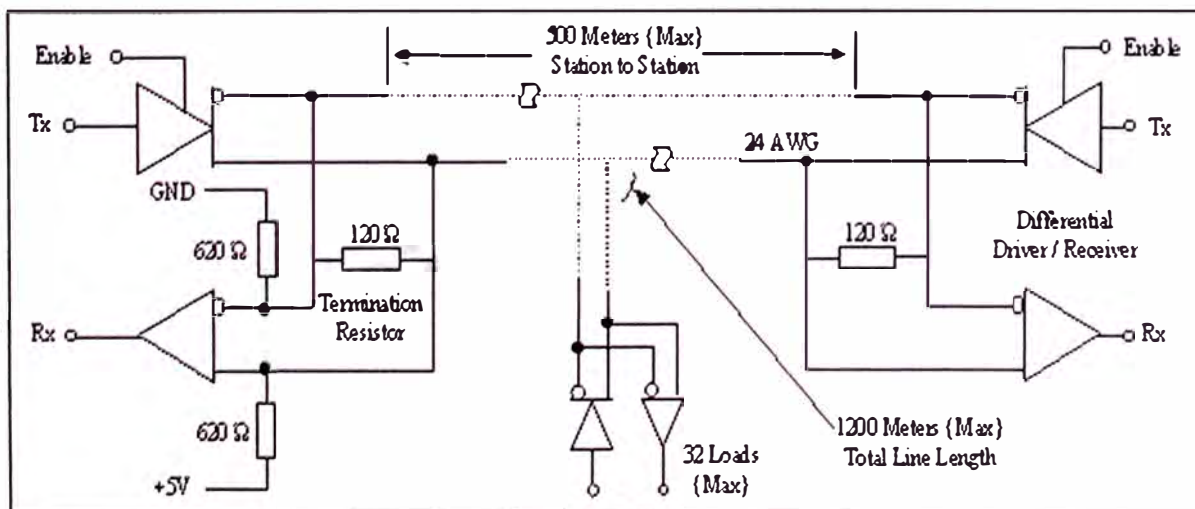 500 Meters {Max}
Station to Station
Enable
Enable
Tx
Tx
24 AWG
GND
620 Ω
120 Ω
120 Ω
Differential
Driver / Receiver
Termination
Resistor
Rx
Rx
620 Ω
+5V
32 Loads
{Max}
1200 Meters {Max}
Total Line Length